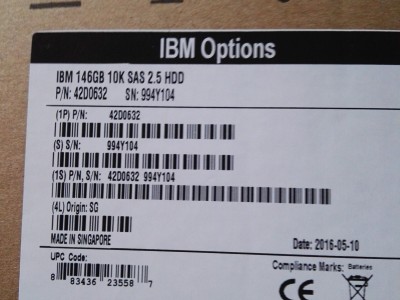 IBM Options
IBM 146GB 10K SAS 2.5 HDD
P/N: 42D0632 SN: 994Y104
(1P) P/N: 42D0632
(S) S/N: 994Y104
(1S) P/N, S/N: 42D0632 994Y104
(4L) Origin: SG
MADE IN SINGAPORE
Date: 2016-05-10
UPC Code:
Compliance Marks: Batteries
8 83436 23558 7
CE